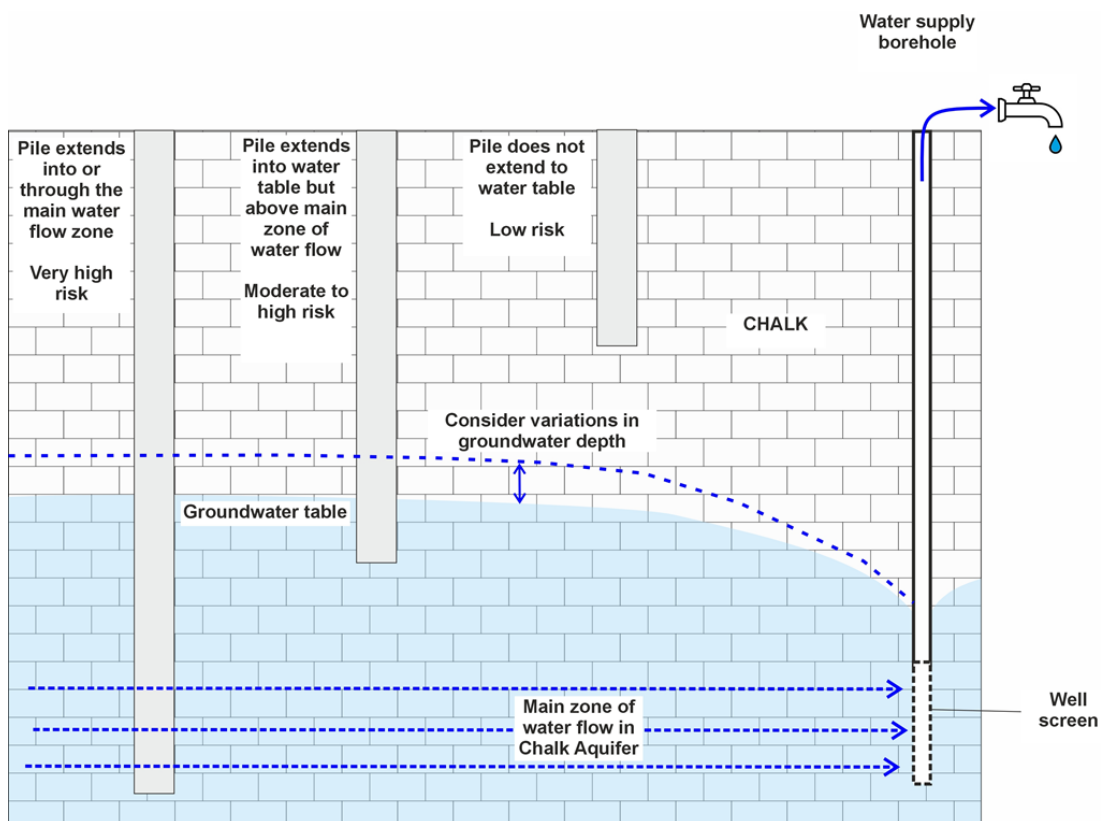 Water supply
borehole
Pile extends
into or
through the
main water
flow zone
Very high
risk
Pile extends
into water
table but
above main
zone of
water flow
Moderate to
high risk
Pile does not
extend to
water table
Low risk
CHALK
Consider variations in
groundwater depth
Groundwater table
Main zone of
water flow in
Chalk Aquifer
Well
screen